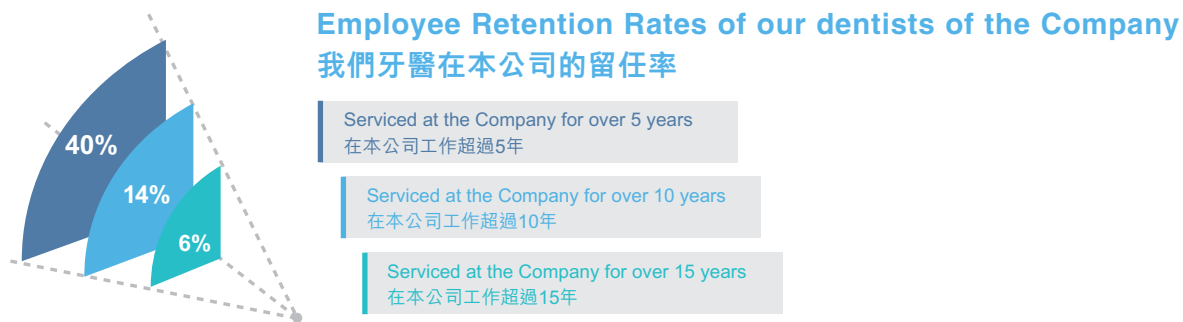 Employee Retention Rates of our dentists of the Company
我們牙醫在本公司的留任率
40%
14%
6%
Serviced at the Company for over 5 years
在本公司工作超過5年
Serviced at the Company for over 10 years
在本公司工作超過10年
Serviced at the Company for over 15 years
在本公司工作超過15年